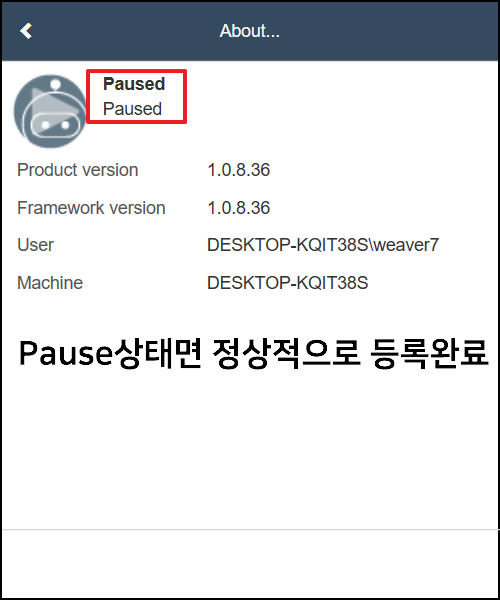 About...
Paused
Paused
Product version 1.0.8.36
Framework version 1.0.8.36
User DESKTOP-KQIT38S\weaver7
Machine DESKTOP-KQIT38S
Pause상태면 정상적으로 등록완료